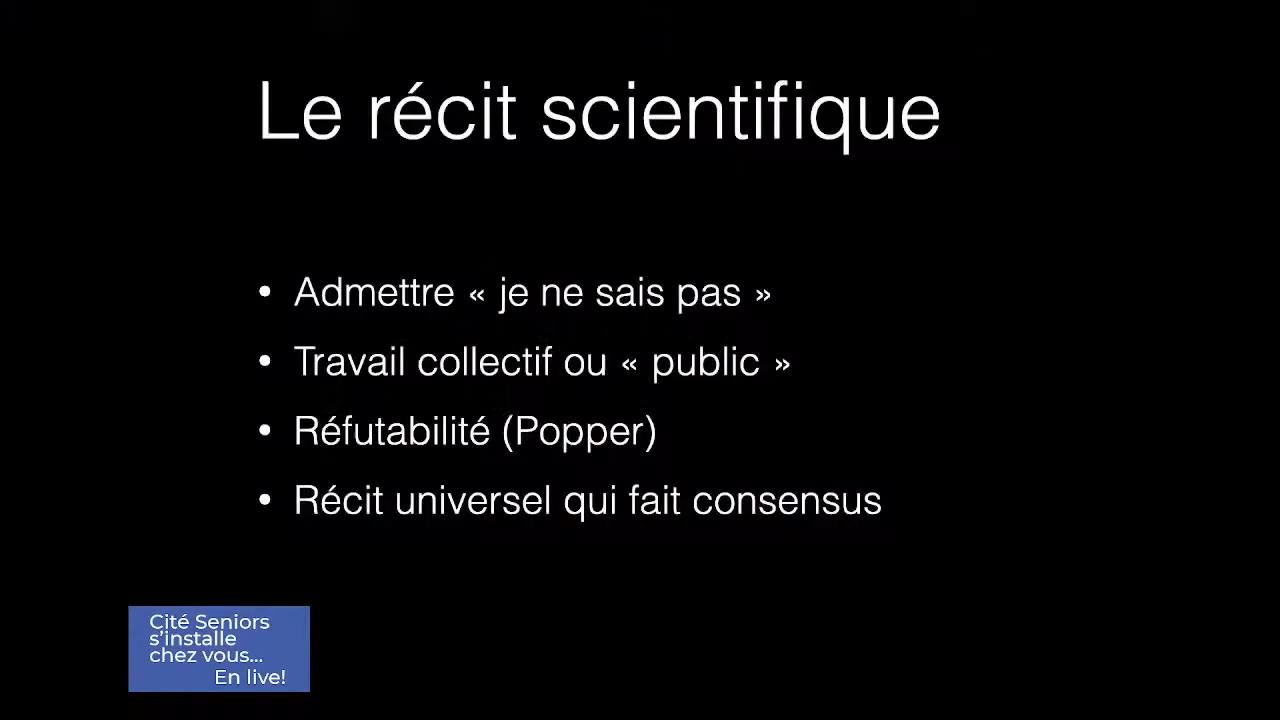 Le récit scientifique
• Admettre « je ne sais pas »
• Travail collectif ou « public »
• Réfutabilité (Popper)
• Récit universel qui fait consensus
Cité Seniors
s’installe
chez vous...
En live!